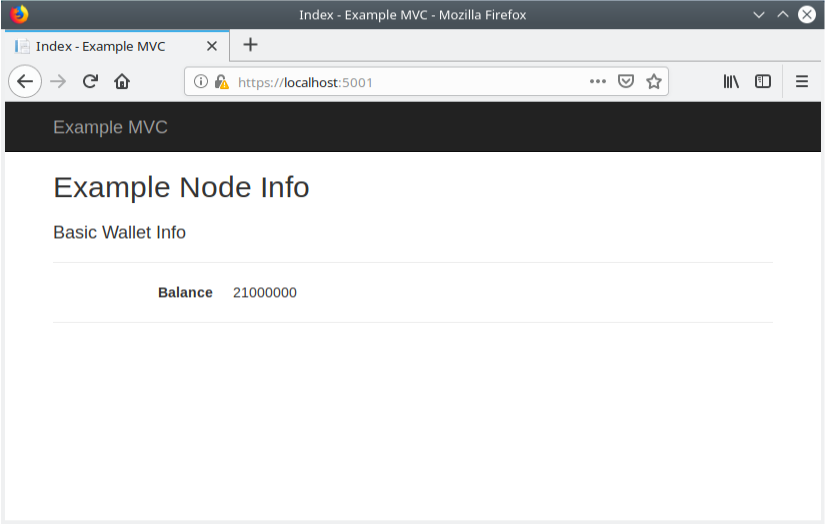 Index - Example MVC - Mozilla Firefox
Index - Example MVC
https://localhost:5001
Example MVC
Example Node Info
Basic Wallet Info
Balance 21000000